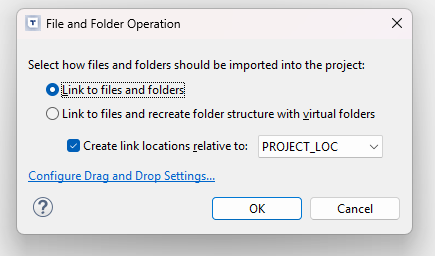 File and Folder Operation
Select how files and folders should be imported into the project:
Link to files and folders
Link to files and recreate folder structure with virtual folders
Create link locations relative to: PROJECT_LOC
Configure Drag and Drop Settings...
? OK Cancel